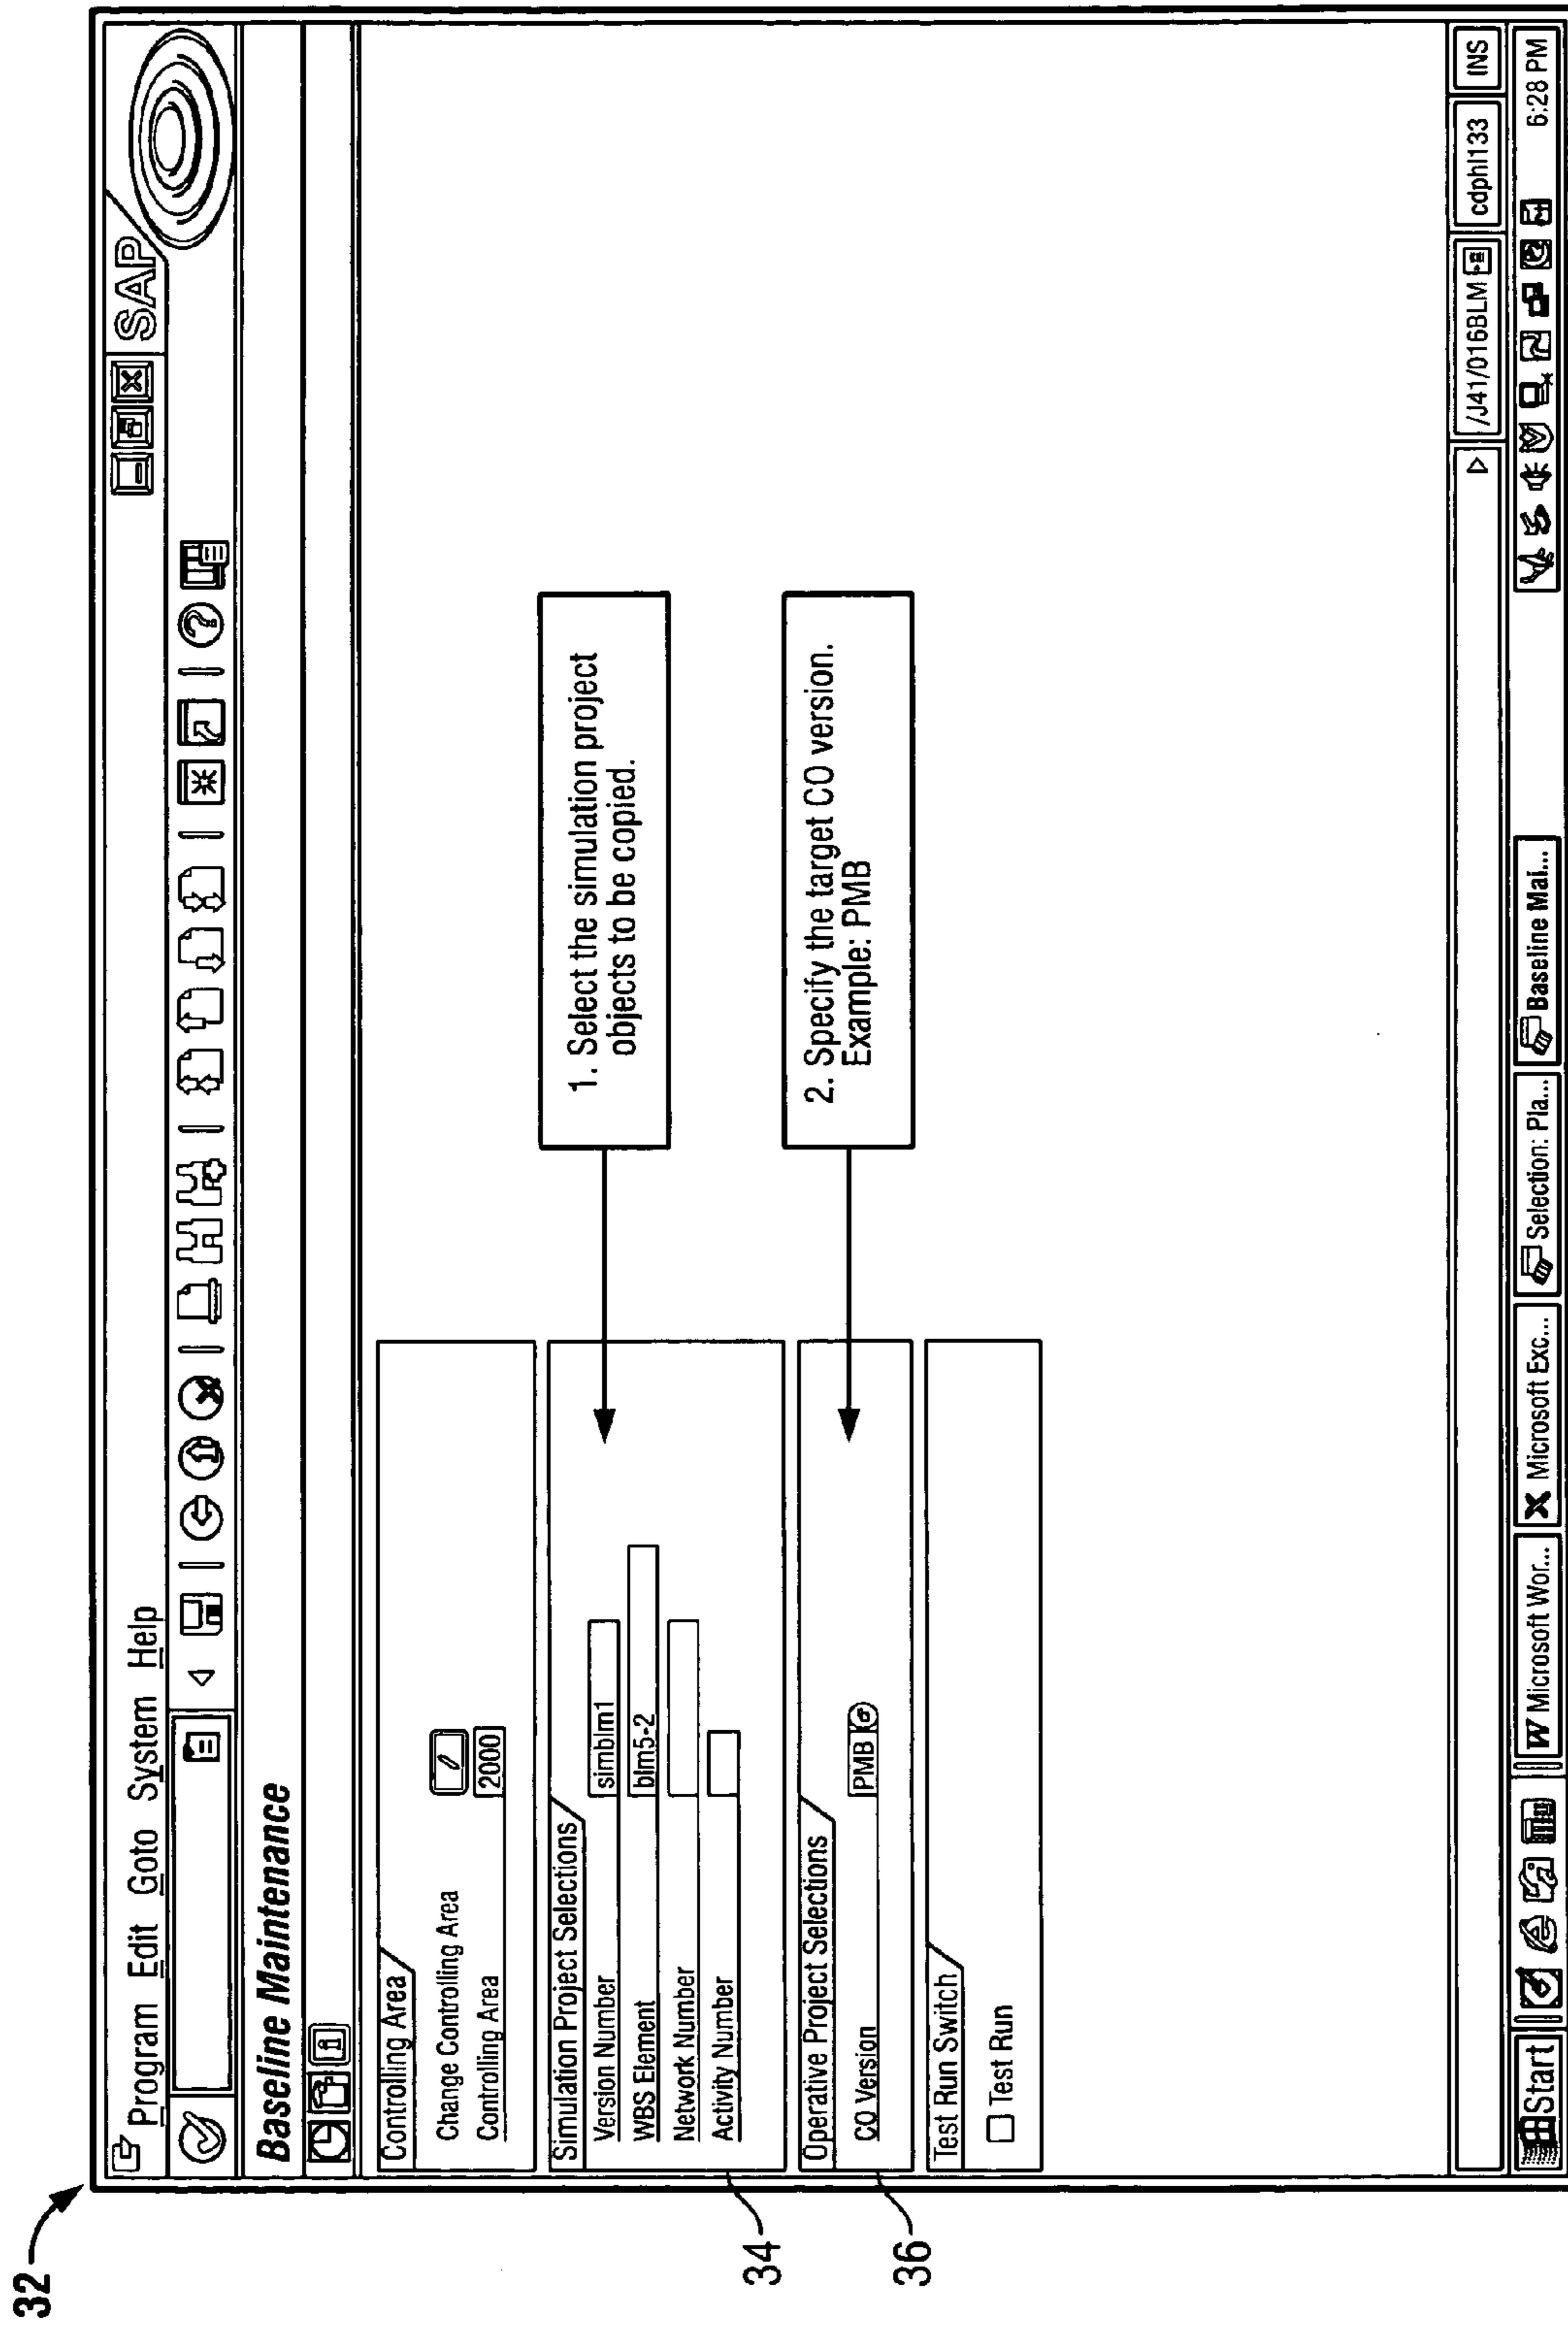 32
SAP
Program Edit Goto System Help
Baseline Maintenance
Controlling Area
Change Controlling Area
Controlling Area 2000
Simulation Project Selections
Version Number simblm1
WBS Element blm5-2
Network Number
Activity Number
34
1. Select the simulation project
objects to be copied.
Operative Project Selections
CO Version PMB
36
2. Specify the target CO version.
Example: PMB
Test Run Switch
Test Run
/J41/016BLM cdphl133 INS
Start W Microsoft Wor... X Microsoft Exc... Selection: Pla... Baseline Mai... 6:28 PM